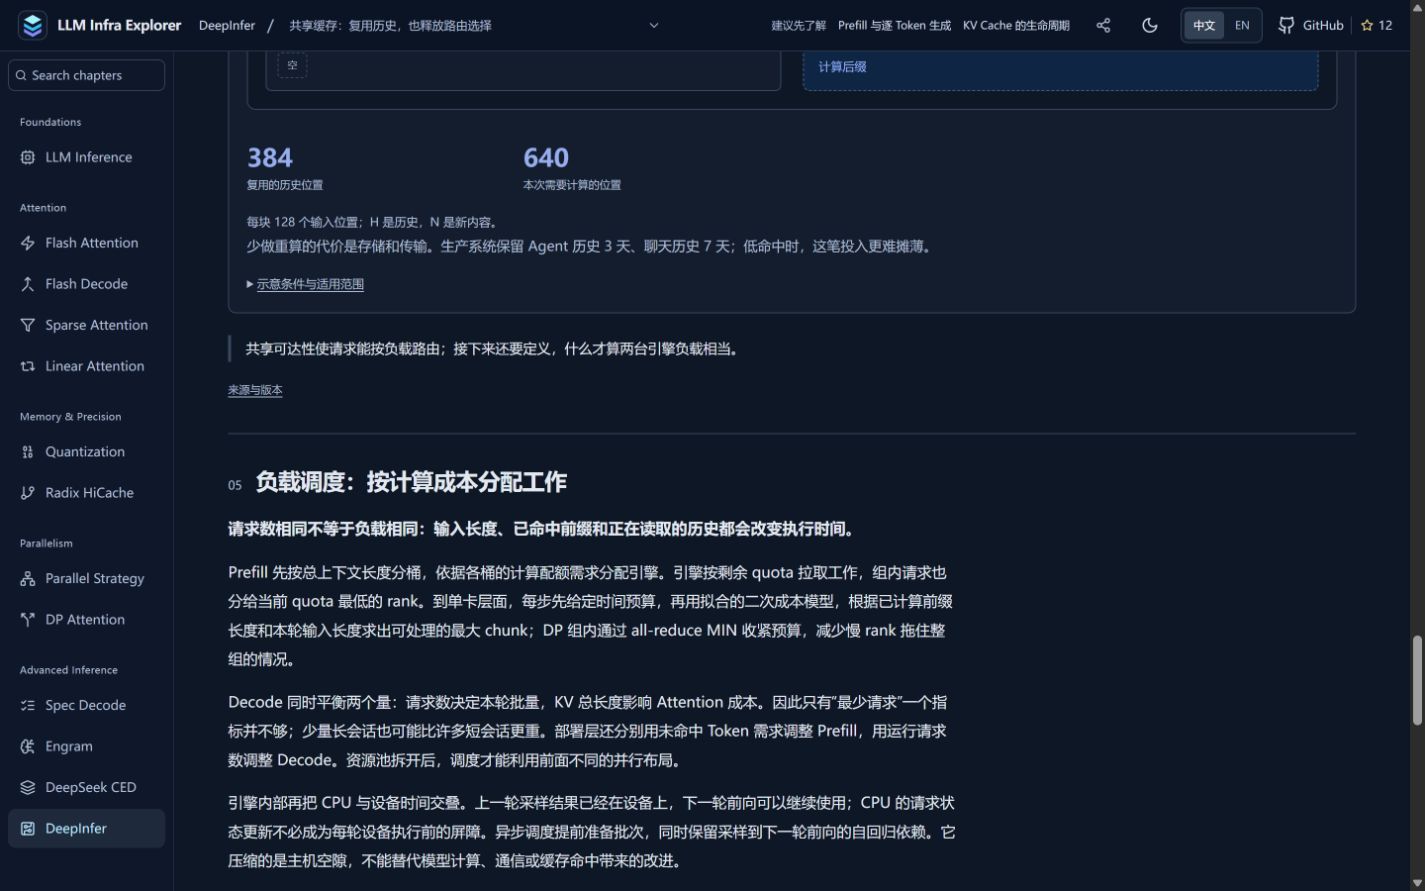 LLM Infra Explorer
DeepInfer / 共享缓存：复用历史，也释放路由选择
建议先了解 Prefill 与逐 Token 生成 KV Cache 的生命周期
中文 EN
GitHub 12
Search chapters
Foundations
LLM Inference
Attention
Flash Attention
Flash Decode
Sparse Attention
Linear Attention
Memory & Precision
Quantization
Radix HiCache
Parallelism
Parallel Strategy
DP Attention
Advanced Inference
Spec Decode
Engram
DeepSeek CED
DeepInfer
空
计算后缀
384
复用的历史位置
640
本次需要计算的位置
每块 128 个输入位置；H 是历史，N 是新内容。
少做重算的代价是存储和传输。生产系统保留 Agent 历史 3 天、聊天历史 7 天；低命中时，这笔投入更难摊薄。
示意条件与适用范围
共享可达性使请求能按负载路由；接下来还要定义，什么才算两台引擎负载相当。
来源与版本
05 负载调度：按计算成本分配工作
请求数相同不等于负载相同：输入长度、已命中前缀和正在读取的历史都会改变执行时间。
Prefill 先按总上下文长度分桶，依据各桶的计算配额需求分配引擎。引擎按剩余 quota 拉取工作，组内请求也
分给当前 quota 最低的 rank。到单卡层面，每步先给定时间预算，再用拟合的二次成本模型，根据已计算前缀
长度和本轮输入长度求出可处理的最大 chunk；DP 组内通过 all-reduce MIN 收紧预算，减少慢 rank 拖住整
组的情况。
Decode 同时平衡两个量：请求数决定本轮批量，KV 总长度影响 Attention 成本。因此只有“最少请求”一个指
标并不够；少量长会话也可能比许多短会话更重。部署层还分别用未命中 Token 需求调整 Prefill，用运行请求
数调整 Decode。资源池拆开后，调度才能利用前面不同的并行布局。
引擎内部再把 CPU 与设备时间交叠。上一轮采样结果已经在设备上，下一轮前向可以继续使用；CPU 的请求状
态更新不必成为每轮设备执行前的屏障。异步调度提前准备批次，同时保留采样到下一轮前向的自回归依赖。它
压缩的是主机空隙，不能替代模型计算、通信或缓存命中带来的改进。